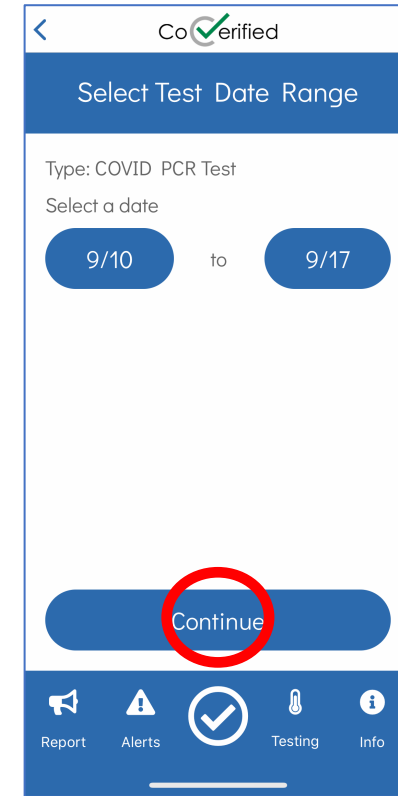 CoVerified
Select Test Date Range
Type: COVID PCR Test
Select a date
9/10 to 9/17
Continue
Report Alerts Testing Info